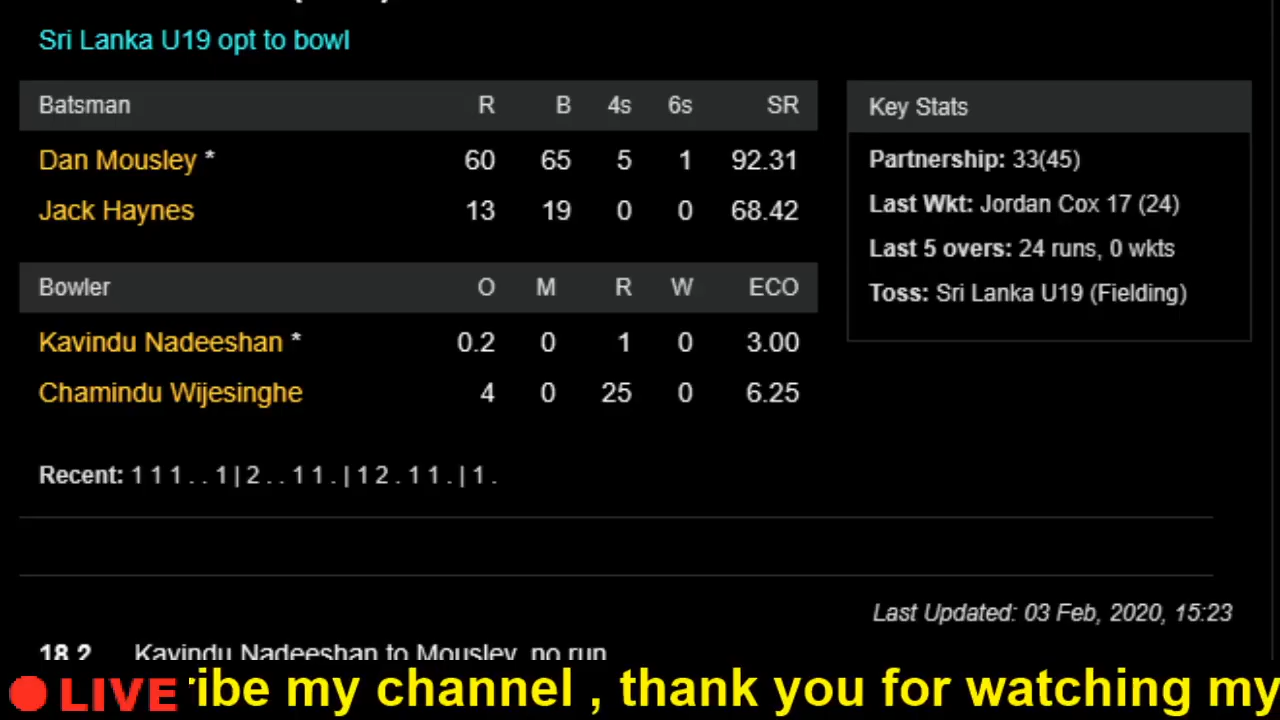 Sri Lanka U19 opt to bowl
Batsman R B 4s 6s SR
Dan Mousley * 60 65 5 1 92.31
Jack Haynes 13 19 0 0 68.42
Bowler O M R W ECO
Kavindu Nadeeshan * 0.2 0 1 0 3.00
Chamindu Wijesinghe 4 0 25 0 6.25
Recent: 1 1 1 . . 1 | 2 . . 1 1 . | 1 2 . 1 1 . | 1 .
Key Stats
Partnership: 33(45)
Last Wkt: Jordan Cox 17 (24)
Last 5 overs: 24 runs, 0 wkts
Toss: Sri Lanka U19 (Fielding)
Last Updated: 03 Feb, 2020, 15:23
18.2 Kavindu Nadeeshan to Mousley, no run
LIVE ribe my channel , thank you for watching my